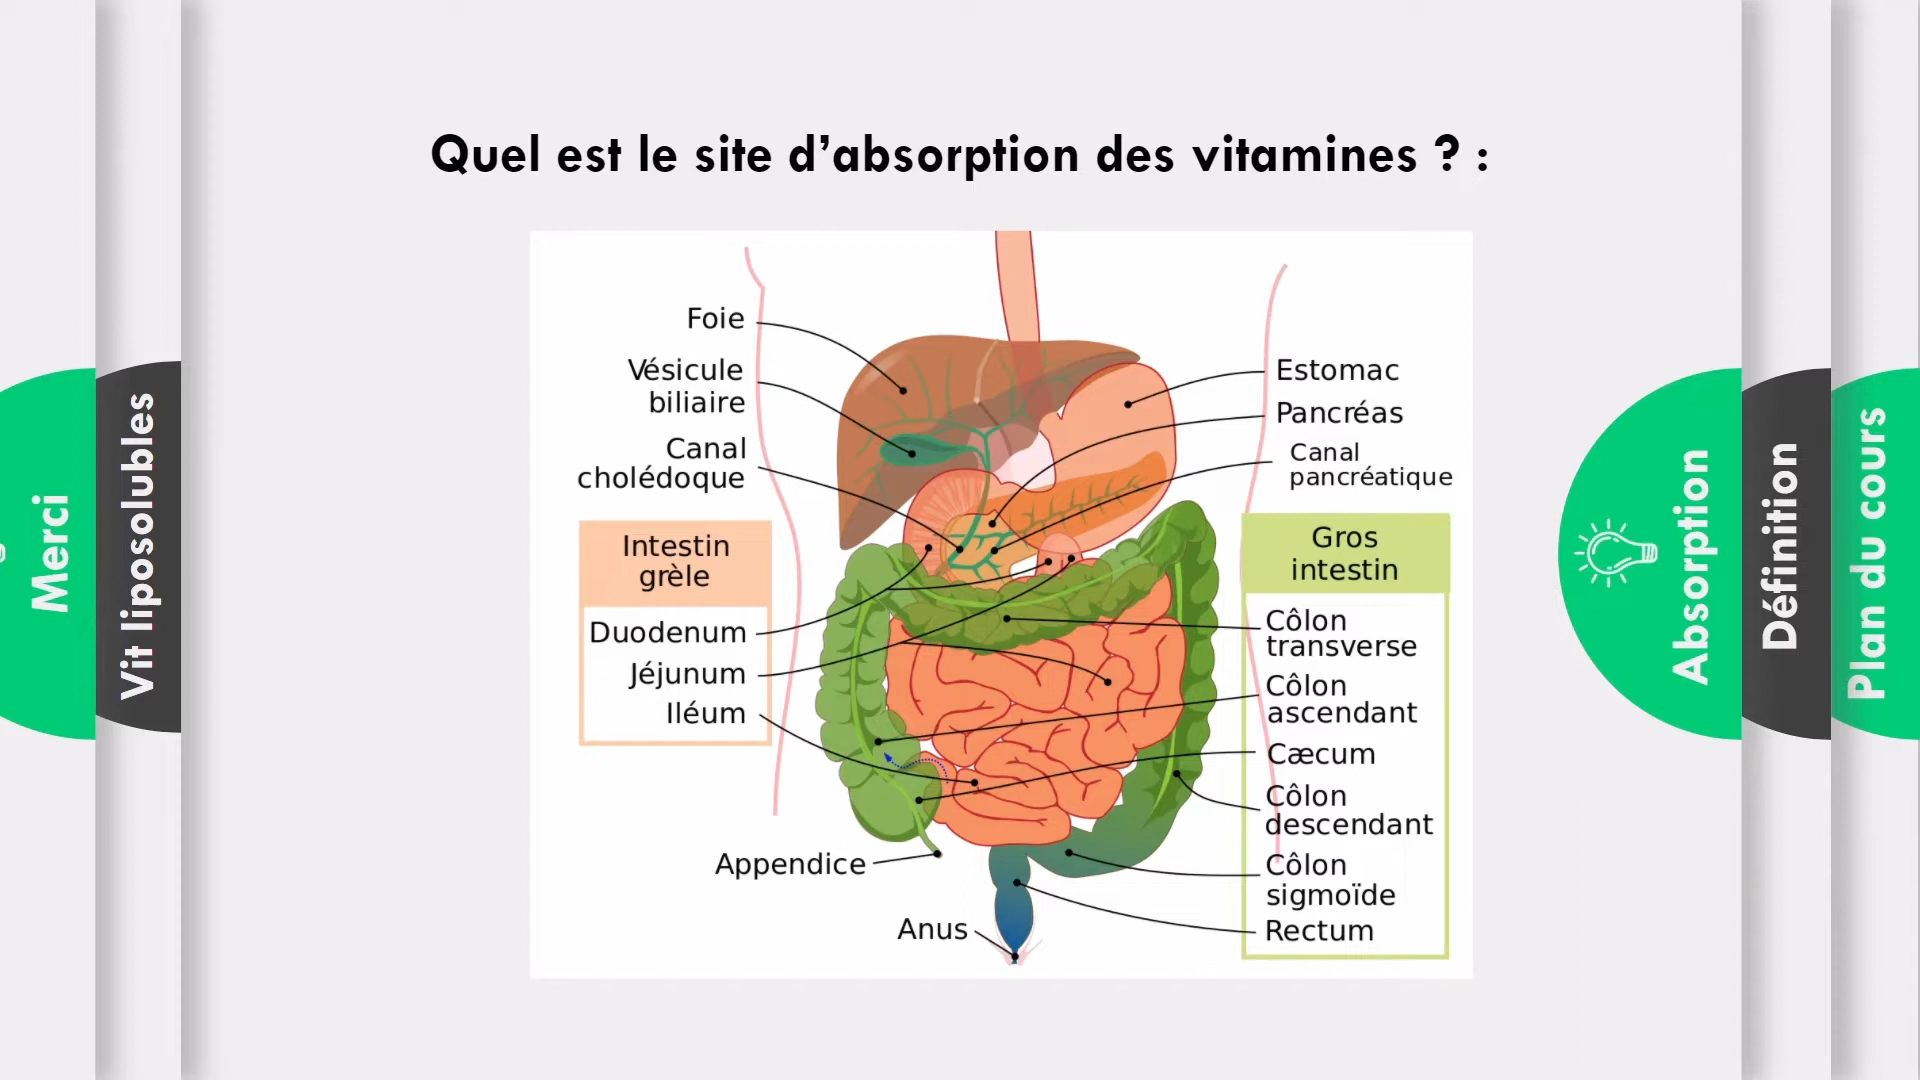 Quel est le site d’absorption des vitamines ? :
Foie
Vésicule
biliaire
Canal
cholédoque
Intestin
grèle
Duodenum
Jéjunum
Iléum
Appendice
Anus
Estomac
Pancréas
Canal
pancréatique
Gros
intestin
Côlon
transverse
Côlon
ascendant
Cæcum
Côlon
descendant
Côlon
sigmoïde
Rectum
Merci
Vit liposolubles
Absorption
Définition
Plan du cours